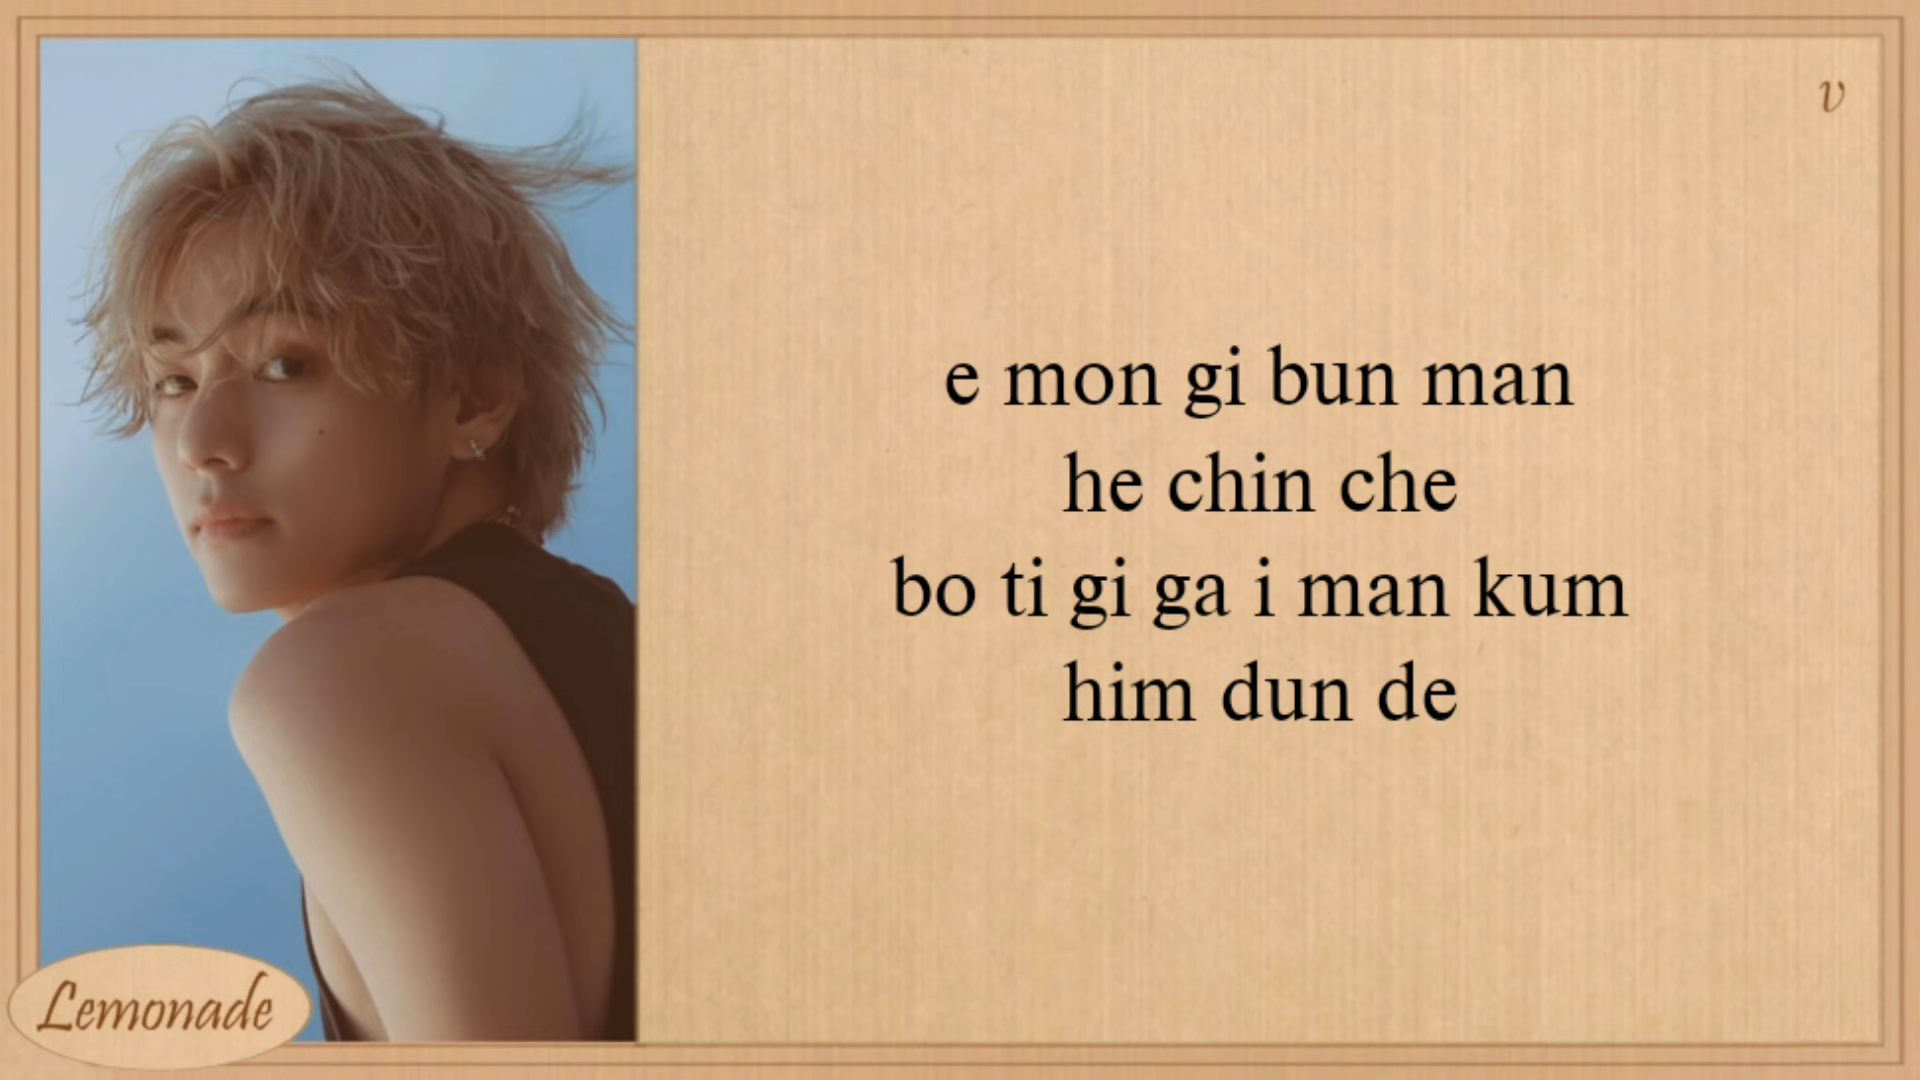 v
e mon gi bun man
he chin che
bo ti gi ga i man kum
him dun de
Lemonade